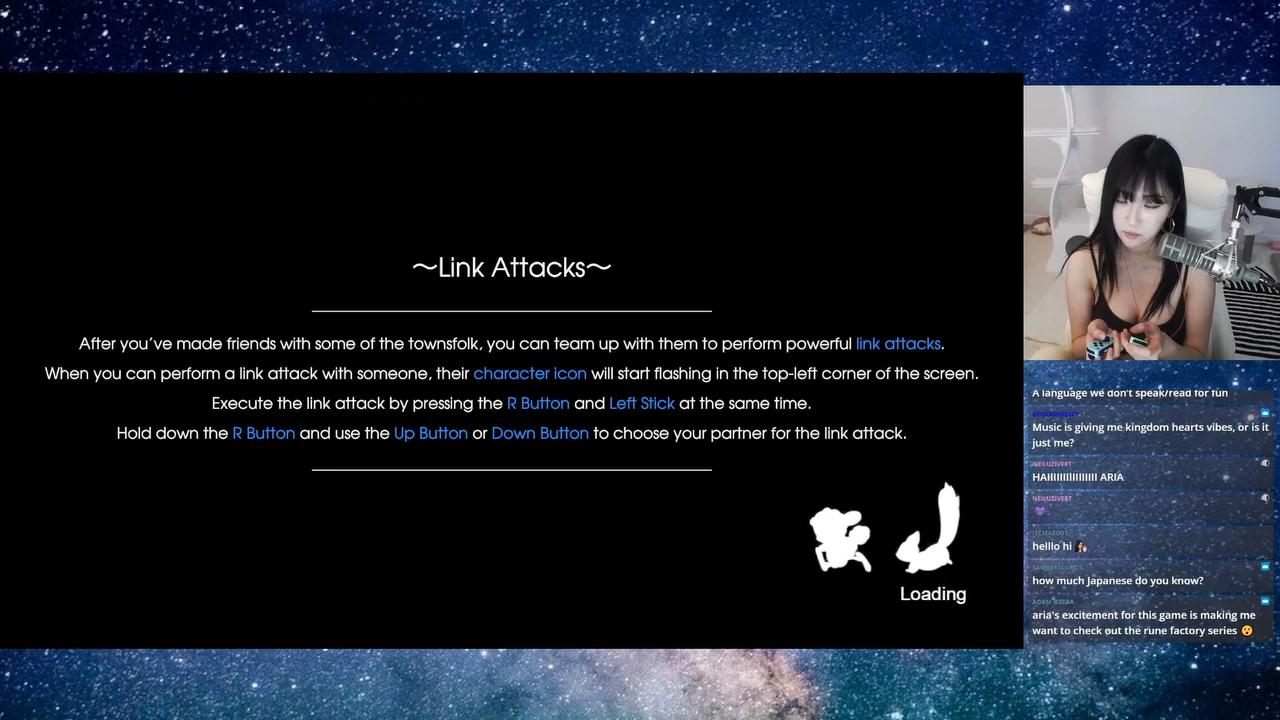 ～Link Attacks～
After you've made friends with some of the townsfolk, you can team up with them to perform powerful link attacks.
When you can perform a link attack with someone, their character icon will start flashing in the top-left corner of the screen.
Execute the link attack by pressing the R Button and Left Stick at the same time.
Hold down the R Button and use the Up Button or Down Button to choose your partner for the link attack.
Loading
A language we don't speak/read for fun
Music is giving me kingdom hearts vibes, or is it
just me?
NEILUZIVERT
HAIIIIIIIIIIIIIIII ARIA
NEILUZIVERT
helllo hi
how much Japanese do you know?
aria's excitement for this game is making me
want to check out the rune factory series